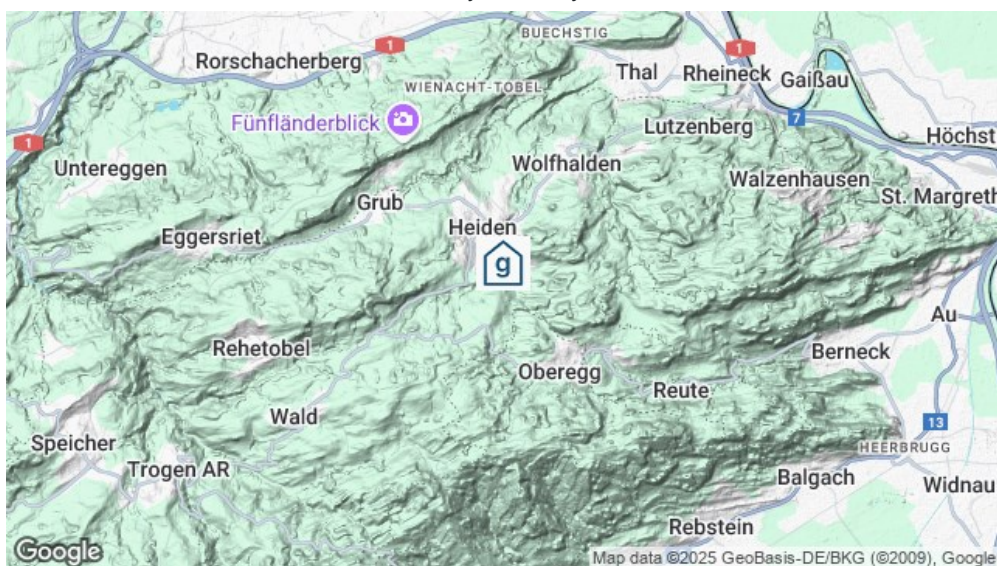 BUECHSTIG
1
1
Rorschacherberg
Thal
Rheineck
Gaißau
WIENACHT-TOBEL
Fünfländerblick
7
Lutzenberg
Höchst
1
Untereggen
Wolfhalden
Walzenhausen
St. Margreth
Grub
Heiden
Eggersriet
g
Au
Rehetobel
Oberegg
Berneck
Reute
Wald
13
Speicher
HEERBRUGG
Trogen AR
Balgach
Widnau
Rebstein
Google
Map data ©2025 GeoBasis-DE/BKG (©2009), Google